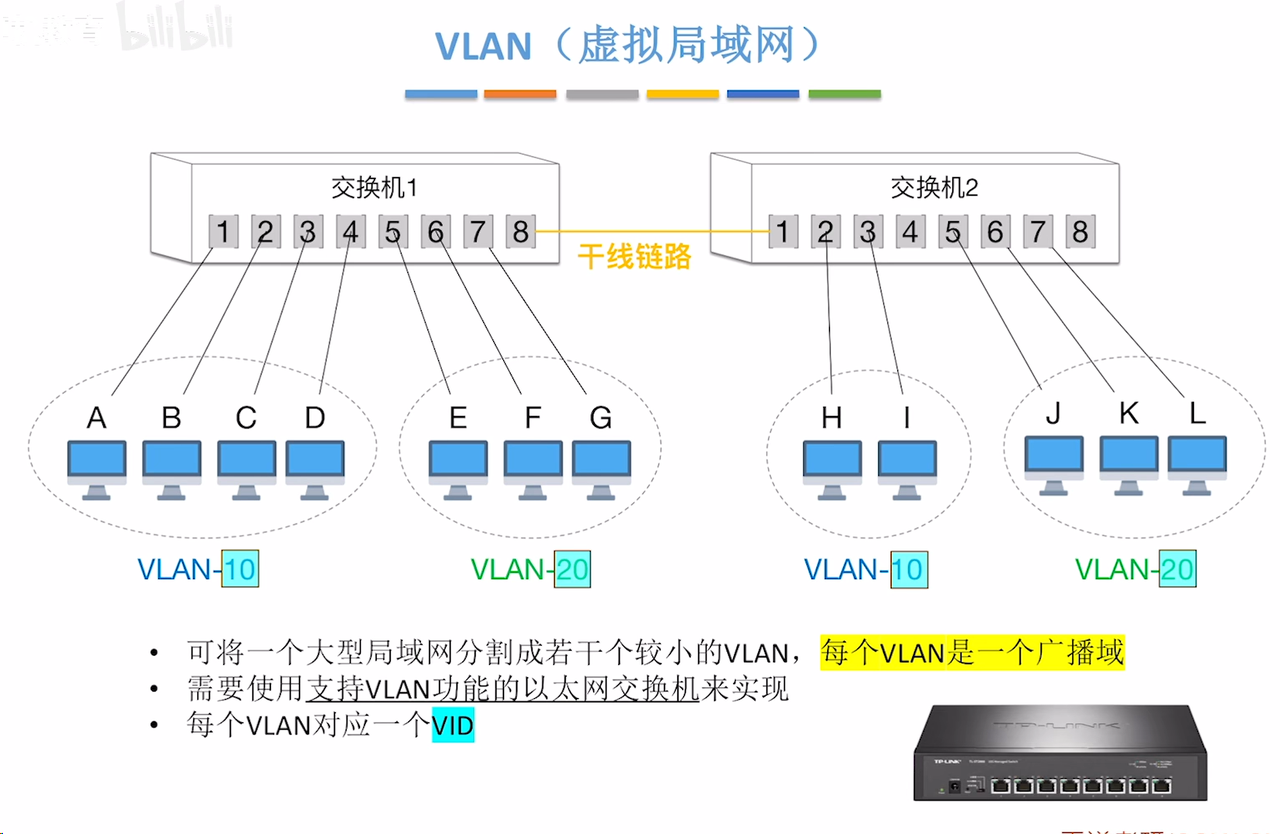 bilibili
VLAN（虚拟局域网）
交换机1
1 2 3 4 5 6 7 8
干线链路
交换机2
1 2 3 4 5 6 7 8
A B C D
E F G
H I
J K L
VLAN-10
VLAN-20
VLAN-10
VLAN-20
• 可将一个大型局域网分割成若干个较小的VLAN，每个VLAN是一个广播域
• 需要使用支持VLAN功能的以太网交换机来实现
• 每个VLAN对应一个VID
TP-LINK
TP-LINK